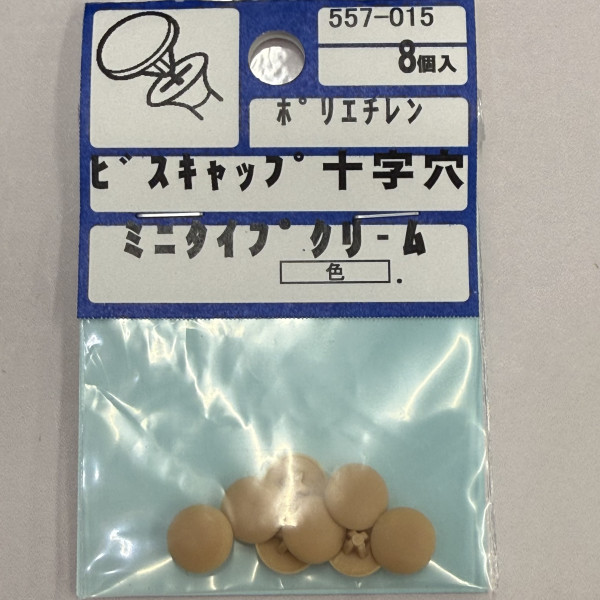 557-015
8個入
ポリエチレン
ビスキャップ十字穴
ミニタイプクリーム
色